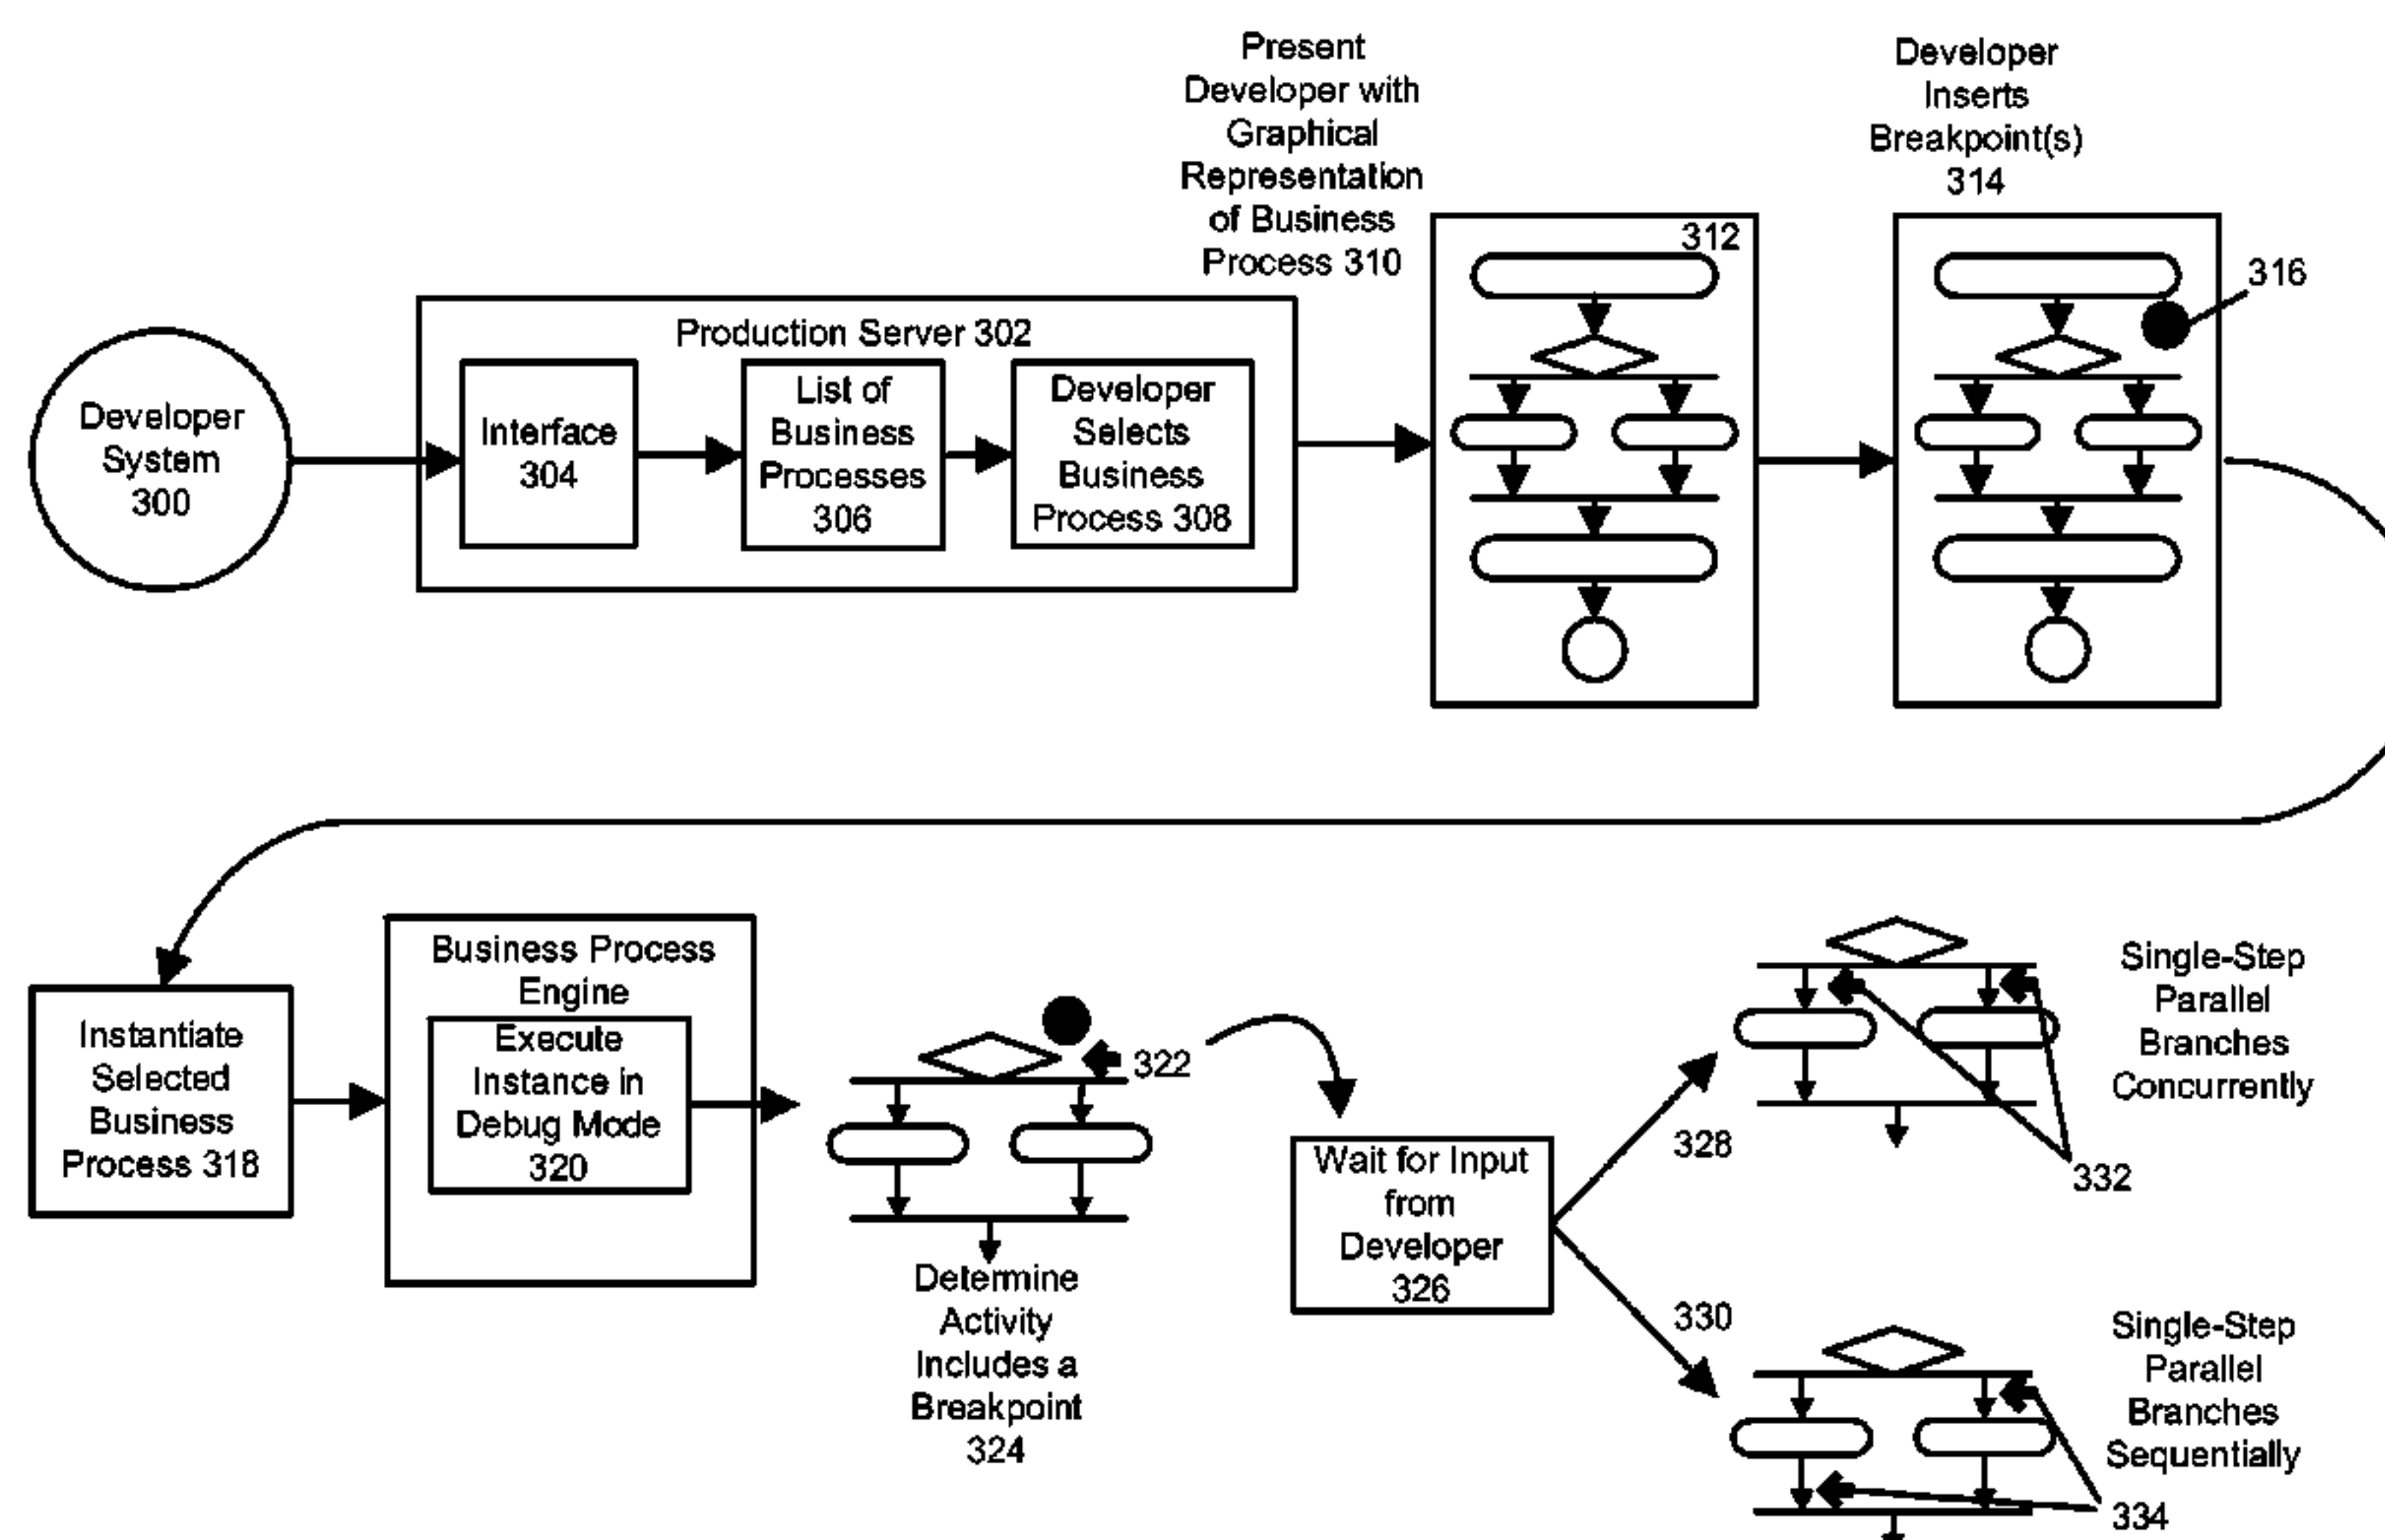 Present
Developer with
Graphical
Representation
of Business
Process 310
Developer
Inserts
Breakpoint(s)
314
312
316
Production Server 302
Developer
System
300
Interface
304
List of
Business
Processes
306
Developer
Selects
Business
Process 308
Instantiate
Selected
Business
Process 318
Business Process
Engine
Execute
Instance in
Debug Mode
320
322
Determine
Activity
Includes a
Breakpoint
324
Wait for Input
from
Developer
326
328
330
Single-Step
Parallel
Branches
Concurrently
332
Single-Step
Parallel
Branches
Sequentially
334